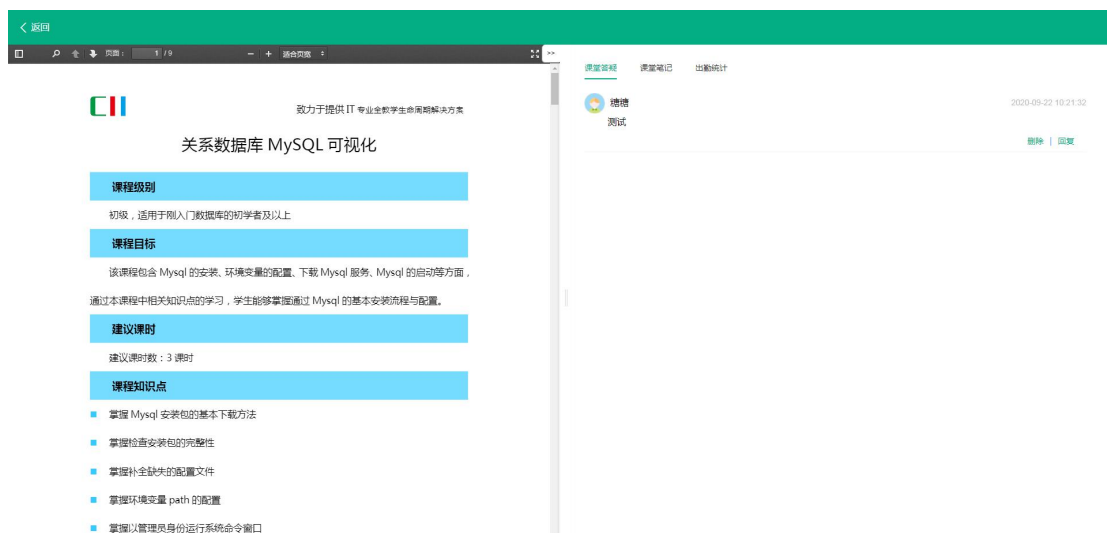 返回
页面： 1 / 9 − + 适合页宽 >>
CII
致力于提供 IT 专业全教学生命周期解决方案
关系数据库 MySQL 可视化
课程级别
初级，适用于刚入门数据库的初学者及以上
课程目标
该课程包含 Mysql 的安装、环境变量的配置、下载 Mysql 服务、Mysql 的启动等方面，
通过本课程中相关知识点的学习，学生能够掌握通过 Mysql 的基本安装流程与配置。
建议课时
建议课时数：3 课时
课程知识点
掌握 Mysql 安装包的基本下载方法
掌握检查安装包的完整性
掌握补全缺失的配置文件
掌握环境变量 path 的配置
掌握以管理员身份运行系统命令窗口
课堂答疑 课堂笔记 出勤统计
糖糖 2020-09-22 10:21:32
测试
删除 | 回复